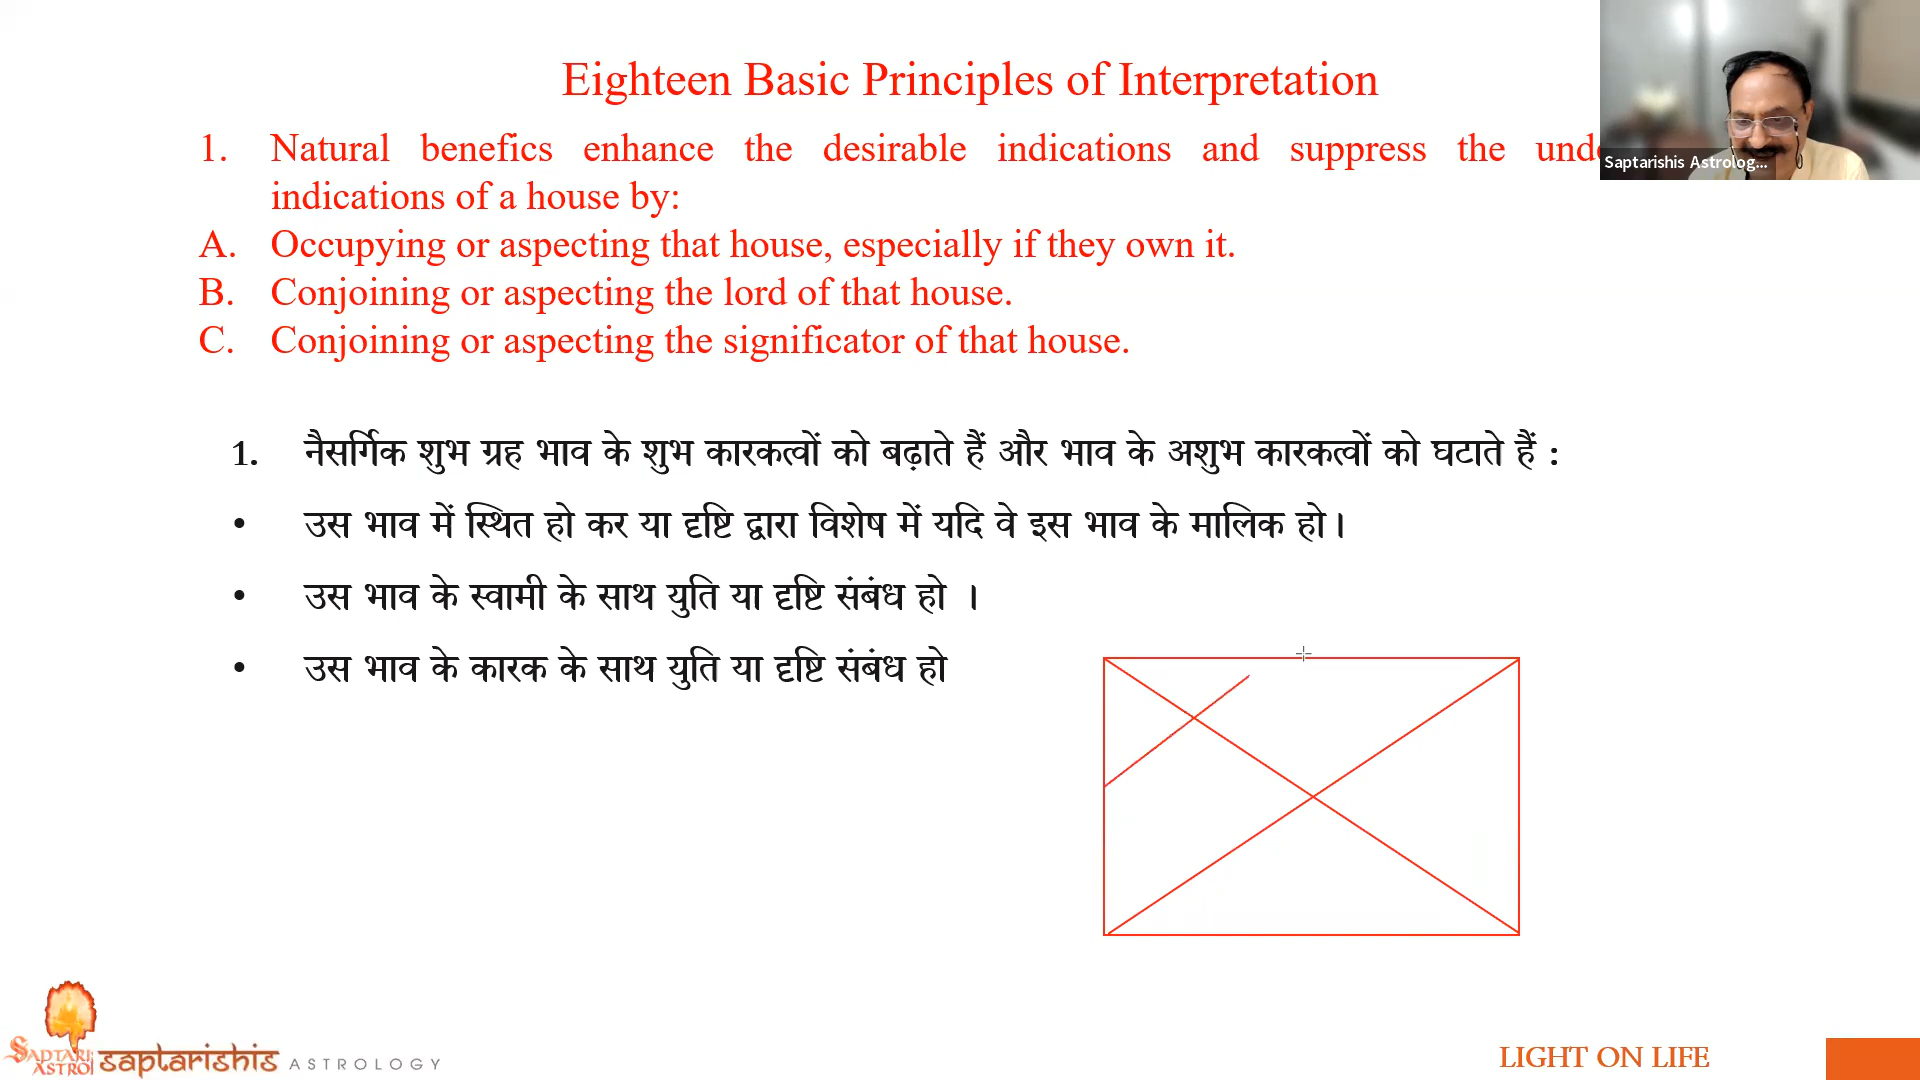 Eighteen Basic Principles of Interpretation
1. Natural benefics enhance the desirable indications and suppress the
indications of a house by:
A. Occupying or aspecting that house, especially if they own it.
B. Conjoining or aspecting the lord of that house.
C. Conjoining or aspecting the significator of that house.
Saptarishis Astrolog...
1. नैसर्गिक शुभ ग्रह भाव के शुभ कारकत्वों को बढ़ाते हैं और भाव के अशुभ कारकत्वों को घटाते हैं :
• उस भाव में स्थित हो कर या दृष्टि द्वारा विशेष में यदि वे इस भाव के मालिक हो।
• उस भाव के स्वामी के साथ युति या दृष्टि संबंध हो ।
• उस भाव के कारक के साथ युति या दृष्टि संबंध हो
saptarishis ASTROLOGY
LIGHT ON LIFE